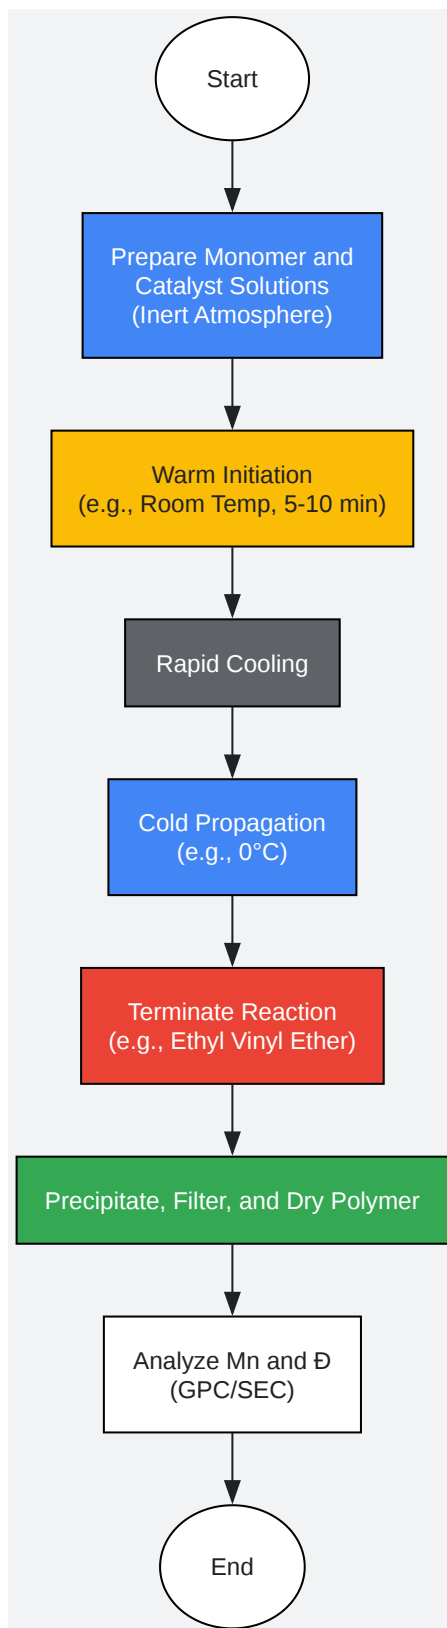 Start
Prepare Monomer and
Catalyst Solutions
(Inert Atmosphere)
Warm Initiation
(e.g., Room Temp, 5-10 min)
Rapid Cooling
Cold Propagation
(e.g., 0°C)
Terminate Reaction
(e.g., Ethyl Vinyl Ether)
Precipitate, Filter, and Dry Polymer
Analyze Mn and Đ
(GPC/SEC)
End